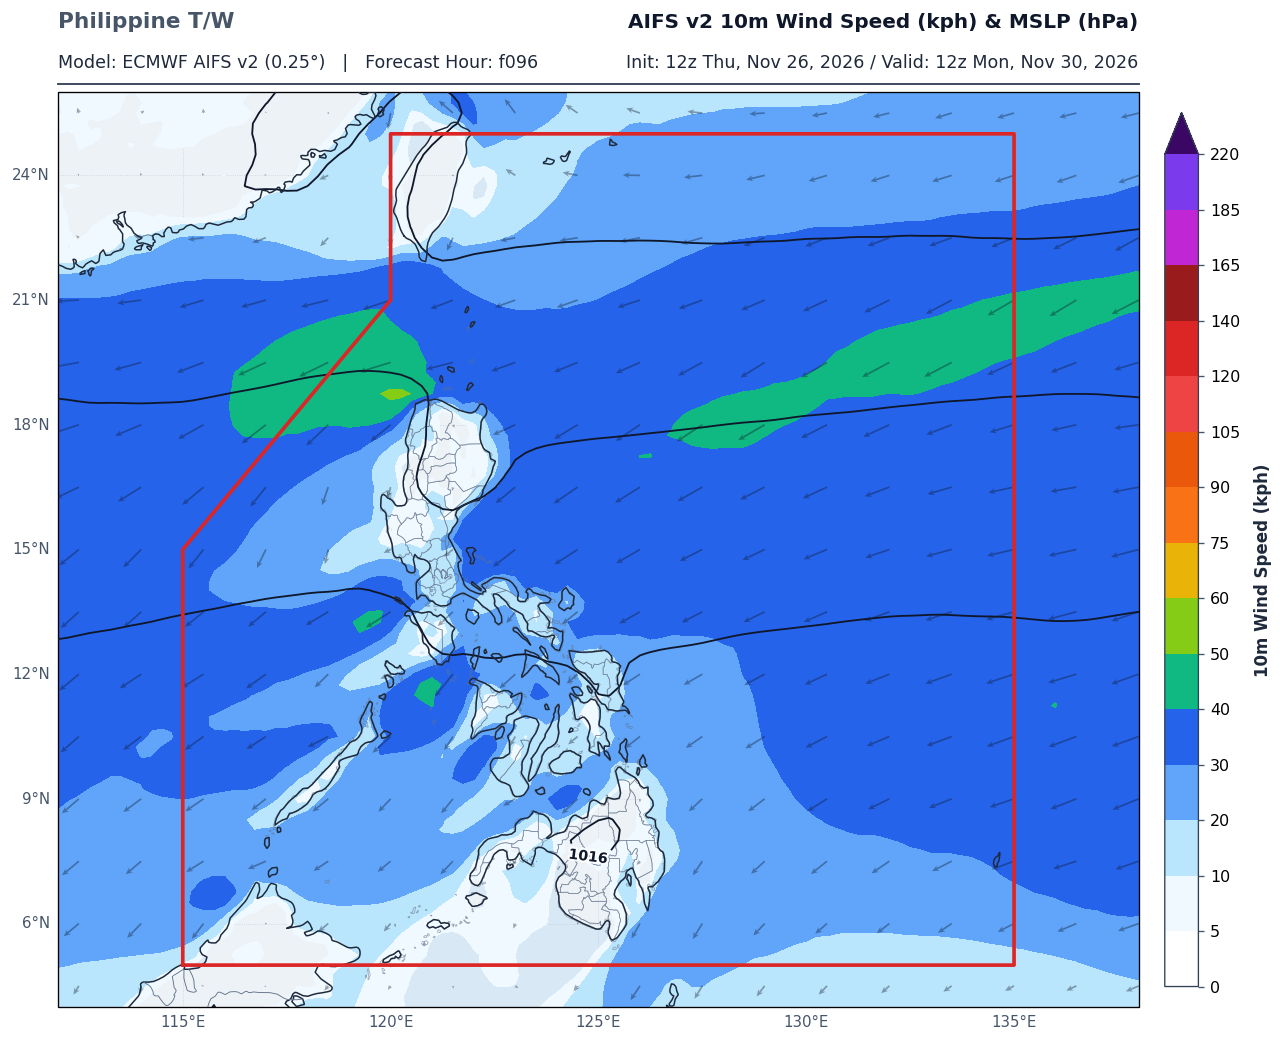 Philippine T/W
AIFS v2 10m Wind Speed (kph) & MSLP (hPa)
Model: ECMWF AIFS v2 (0.25°) | Forecast Hour: f096
Init: 12z Thu, Nov 26, 2026 / Valid: 12z Mon, Nov 30, 2026
24°N
21°N
18°N
15°N
12°N
9°N
6°N
1016
115°E
120°E
125°E
130°E
135°E
220
185
165
140
120
105
90
75
60
50
40
30
20
10
5
0
10m Wind Speed (kph)